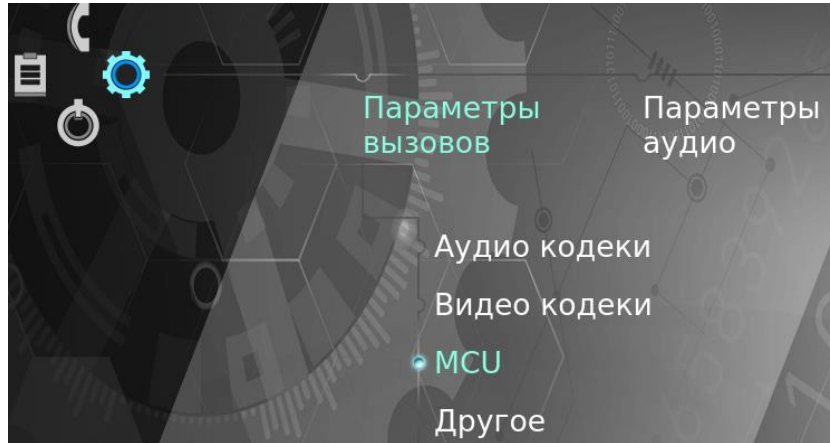 Параметры
вызовов
Параметры
аудио
Аудио кодеки
Видео кодеки
MCU
Другое